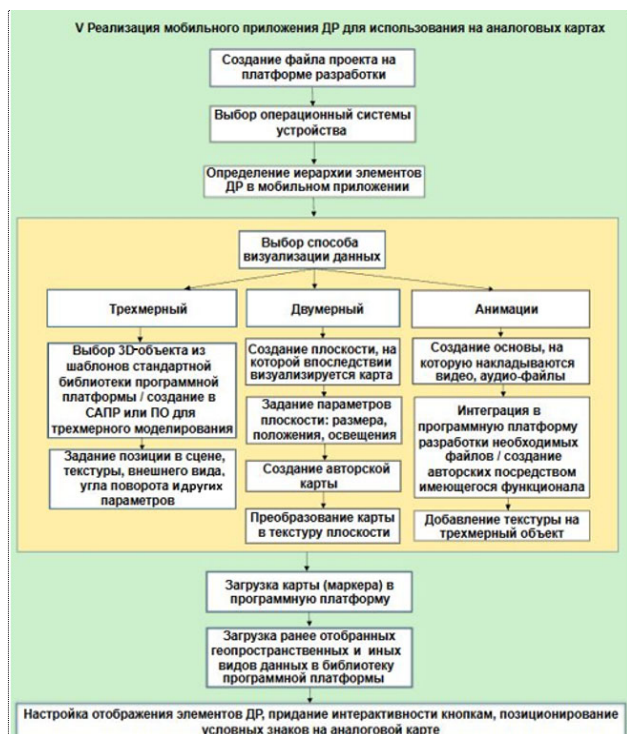 V Реализация мобильного приложения ДР для использования на аналоговых картах
Создание файла проекта на
платформе разработки
Выбор операционный системы
устройства
Определение иерархии элементов
ДР в мобильном приложении
Выбор способа
визуализации данных
Трехмерный
Выбор 3D-объекта из
шаблонов стандартной
библиотеки программной
платформы / создание в
САПР или ПО для
трехмерного моделирования
Задание позиции в сцене,
текстуры, внешнего вида,
угла поворота идругих
параметров
Двумерный
Создание плоскости, на
которой впоследствии
визуализируется карта
Задание параметров
плоскости: размера,
положения, освещения
Создание авторской
карты
Преобразование карты
в текстуру плоскости
Анимации
Создание основы, на
которую накладываются
видео, аудио-файлы
Интеграция в
программную платформу
разработки необходимых
файлов / создание
авторских посредством
имеющегося функционала
Добавление текстуры на
трехмерный объект
Загрузка карты (маркера) в
программную платформу
Загрузка ранее отобранных
геопространственных и иных
видов данных в библиотеку
программной платформы
Настройка отображения элементов ДР, придание интерактивности кнопкам, позиционирование
условных знаков на аналоговой карте